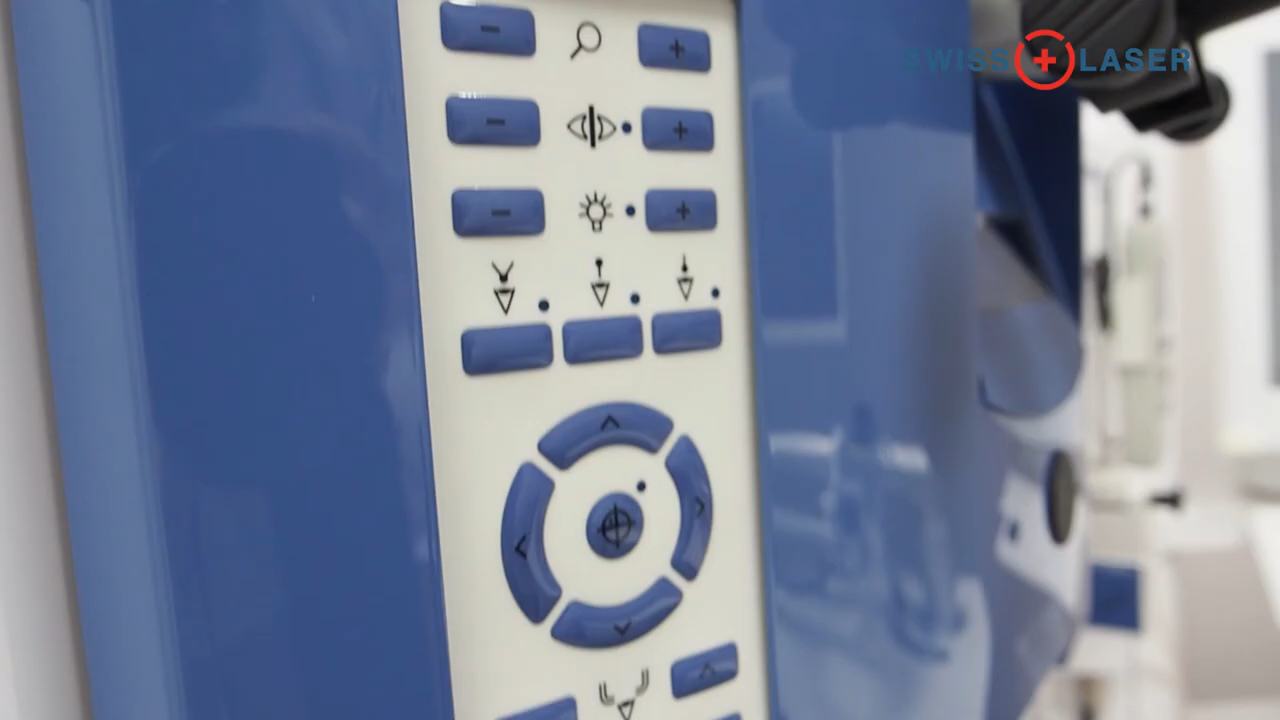 SWISS LASER
- +
- +
- +